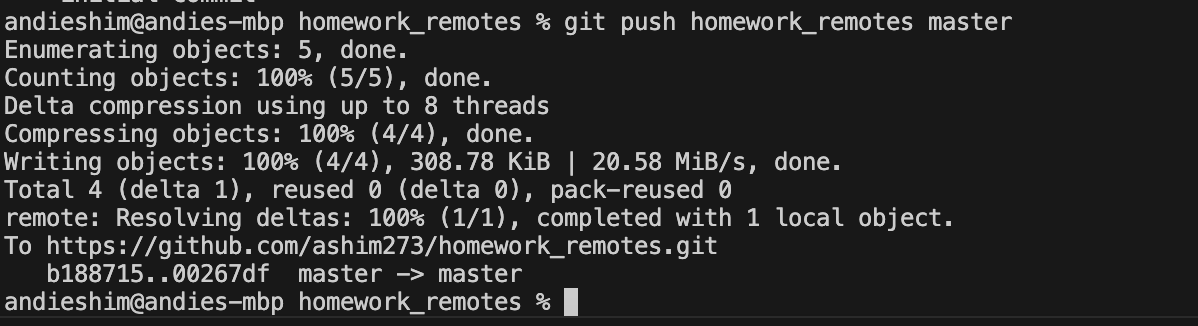 initial commit
andieshim@andies-mbp homework_remotes % git push homework_remotes master
Enumerating objects: 5, done.
Counting objects: 100% (5/5), done.
Delta compression using up to 8 threads
Compressing objects: 100% (4/4), done.
Writing objects: 100% (4/4), 308.78 KiB | 20.58 MiB/s, done.
Total 4 (delta 1), reused 0 (delta 0), pack-reused 0
remote: Resolving deltas: 100% (1/1), completed with 1 local object.
To https://github.com/ashim273/homework_remotes.git
   b188715..00267df  master -> master
andieshim@andies-mbp homework_remotes %